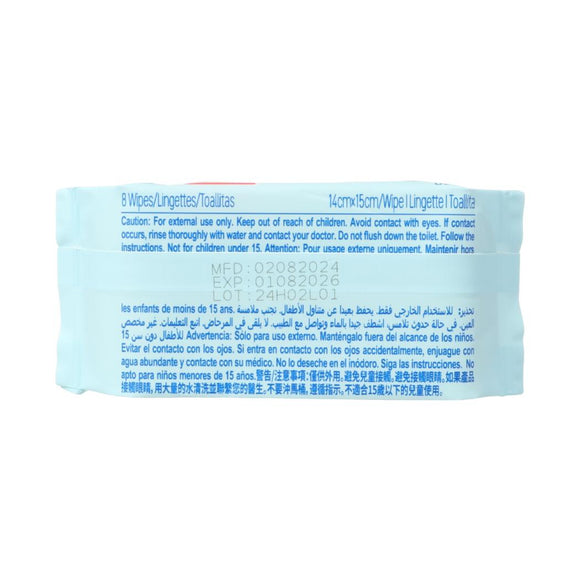 8 Wipes/Lingettes/Toallitas
14cm×15cm/Wipe | Lingette | Toallita
Caution: For external use only. Keep out of reach of children. Avoid contact with eyes. If contact
occurs, rinse thoroughly with water and contact your doctor. Do not flush down the toilet. Follow the
instructions. Not for children under 15. Attention: Pour usage externe uniquement. Maintenir hors
MFD:02082024
EXP:01082026
LOT:24H02L01
les enfants de moins de 15 ans. تحذير: للاستخدام الخارجي فقط. يحفظ بعيدا عن متناول الأطفال. تجنب ملامسة
العين. في حالة حدوث تلامس، اشطف جيدا بالماء وتواصل مع الطبيب. لا يلقى في المرحاض. اتبع التعليمات. غير مخصص
للأطفال دون سن 15 Advertencia: Sólo para uso externo. Manténgalo fuera del alcance de los niños.
Evitar el contacto con los ojos. Si entra en contacto con los ojos accidentalmente, enjuague con
agua abundante y contacte con su médico. No lo deseche en el inódoro. Siga las instrucciones. No
apto para niños menores de 15 años.警告/注意事項:僅供外用。避免兒童接觸。避免接觸眼睛。如果產品
接觸眼睛，用大量的水清洗並聯繫您的醫生。不要沖馬桶。遵循指示。不適合15歲以下的兒童使用。